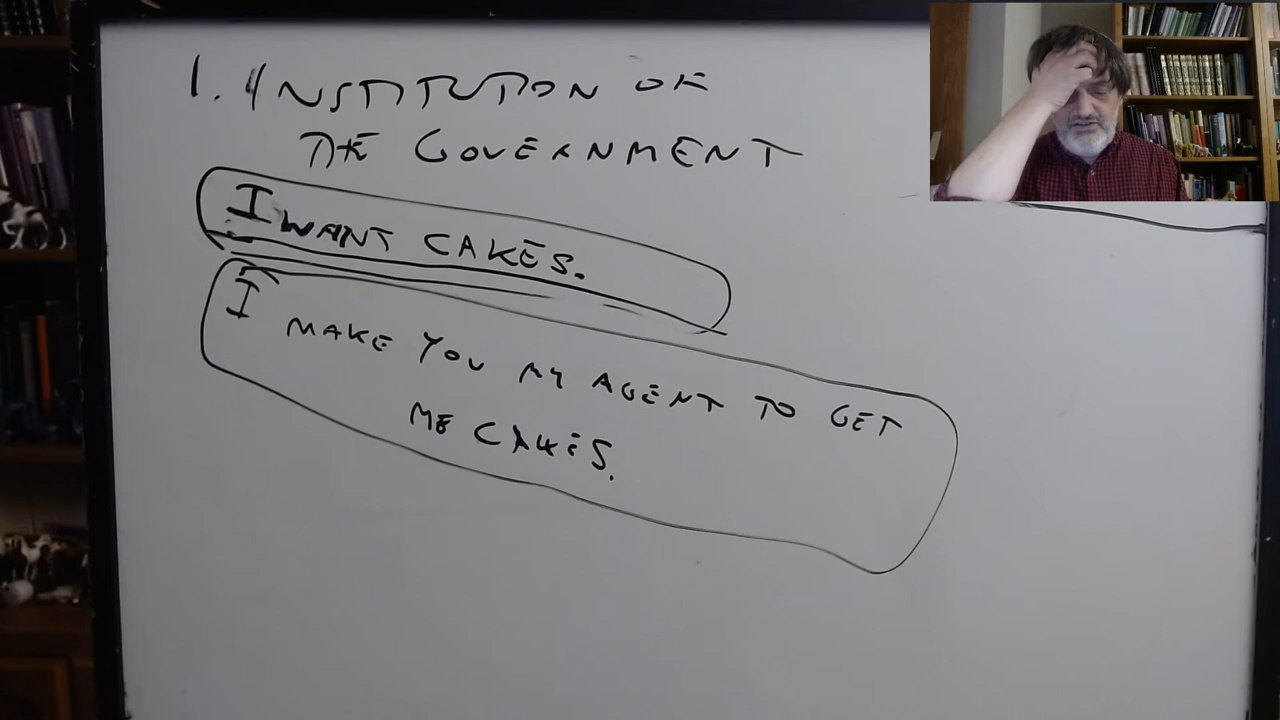 1. INSTITUTION OF
THE GOVERNMENT
I WANT CAKES.
I MAKE YOU MY AGENT TO GET
ME CAKES.